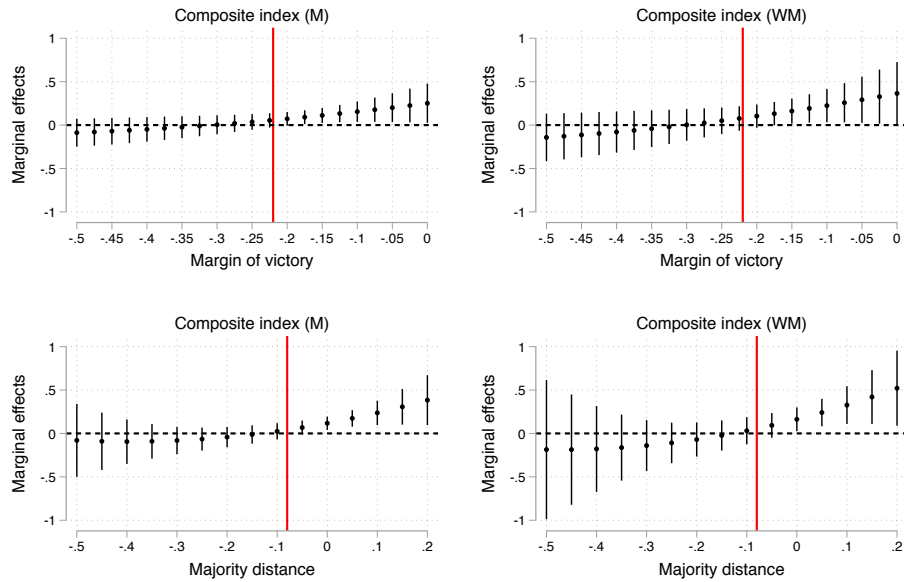 Composite index (M)
Marginal effects
1
.5
0
-.5
-1
-.5 -.45 -.4 -.35 -.3 -.25 -.2 -.15 -.1 -.05 0
Margin of victory
Composite index (WM)
Marginal effects
1
.5
0
-.5
-1
-.5 -.45 -.4 -.35 -.3 -.25 -.2 -.15 -.1 -.05 0
Margin of victory
Composite index (M)
Marginal effects
1
.5
0
-.5
-1
-.5 -.4 -.3 -.2 -.1 0 .1 .2
Majority distance
Composite index (WM)
Marginal effects
1
.5
0
-.5
-1
-.5 -.4 -.3 -.2 -.1 0 .1 .2
Majority distance